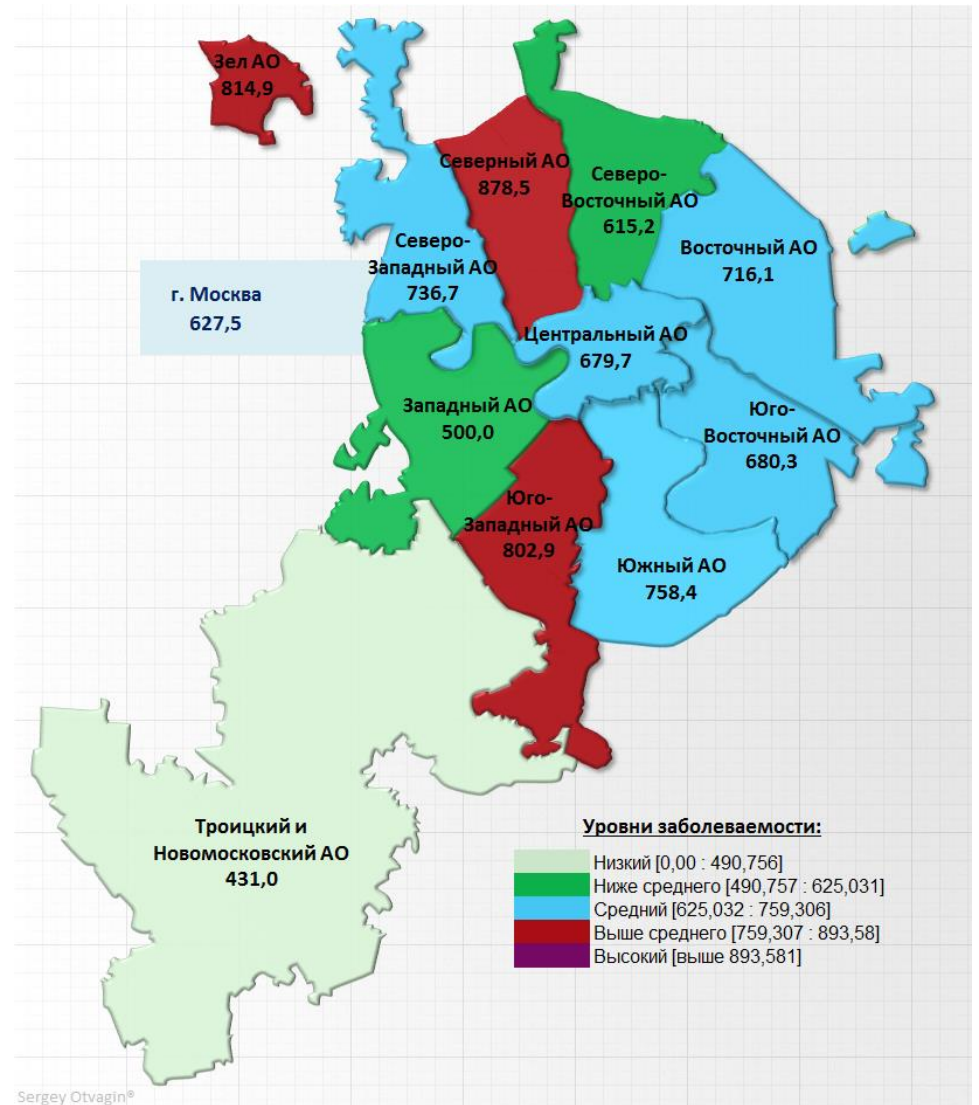 Зел АО
814,9
Северный АО
878,5
Северо-
Восточный АО
615,2
Северо-
Западный АО
736,7
Восточный АО
716,1
г. Москва
627,5
Центральный АО
679,7
Западный АО
500,0
Юго-
Восточный АО
680,3
Юго-
Западный АО
802,9
Южный АО
758,4
Троицкий и
Новомосковский АО
431,0
Уровни заболеваемости:
Низкий [0,00 : 490,756]
Ниже среднего [490,757 : 625,031]
Средний [625,032 : 759,306]
Выше среднего [759,307 : 893,58]
Высокий [выше 893,581]
Sergey Otvagin®